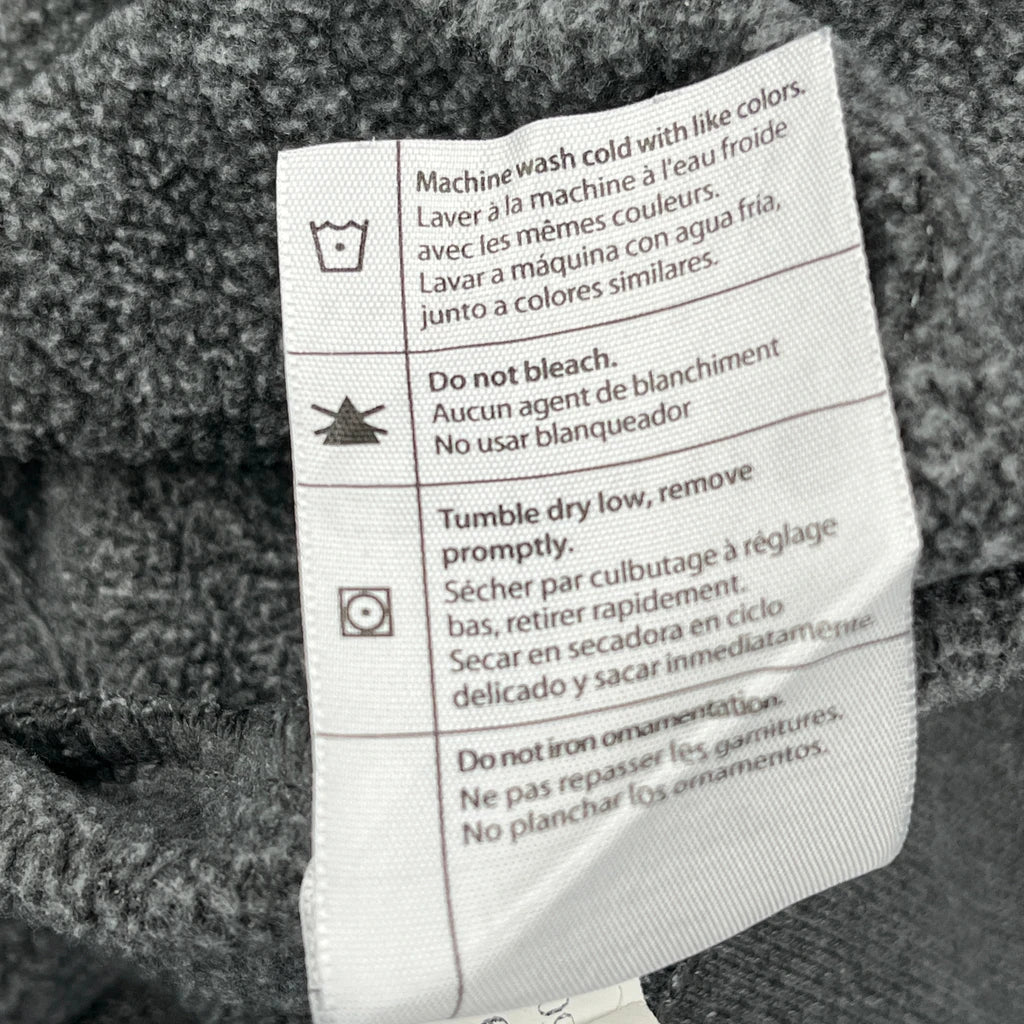 Machine wash cold with like colors.
Laver à la machine à l'eau froide
avec les mêmes couleurs.
Lavar a máquina con agua fría,
junto a colores similares.
Do not bleach.
Aucun agent de blanchiment
No usar blanqueador
Tumble dry low, remove
promptly.
Sécher par culbutage à réglage
bas, retirer rapidement.
Secar en secadora en ciclo
delicado y sacar inmediatamente
Do not iron ornamentation.
Ne pas repasser les garnitures.
No planchar los ornamentos.